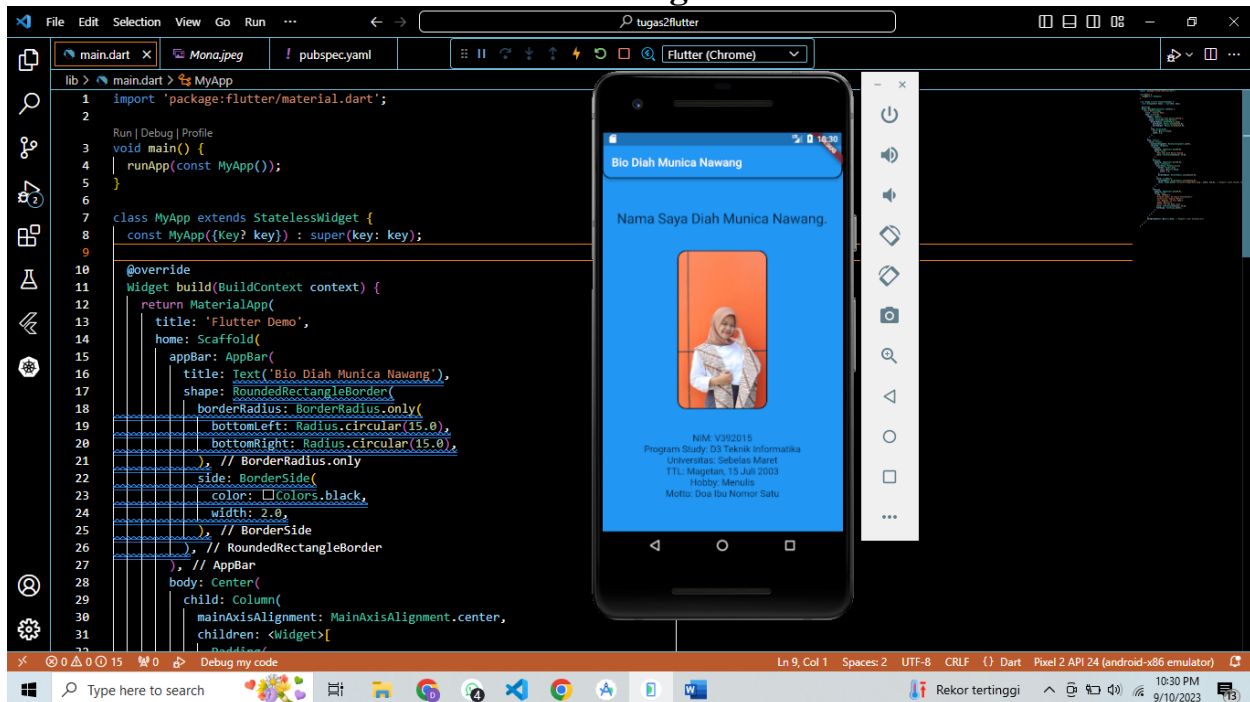 File Edit Selection View Go Run ··· tugas2flutter
main.dart Mona.jpeg ! pubspec.yaml Flutter (Chrome)
lib > main.dart > MyApp
1 import 'package:flutter/material.dart';
2
Run | Debug | Profile
3 void main() {
4 runApp(const MyApp());
5 }
6
7 class MyApp extends StatelessWidget {
8 const MyApp({Key? key}) : super(key: key);
9
10 @override
11 Widget build(BuildContext context) {
12 return MaterialApp(
13 title: 'Flutter Demo',
14 home: Scaffold(
15 appBar: AppBar(
16 title: Text('Bio Diah Munica Nawang'),
17 shape: RoundedRectangleBorder(
18 borderRadius: BorderRadius.only(
19 bottomLeft: Radius.circular(15.0),
20 bottomRight: Radius.circular(15.0),
21 ), // BorderRadius.only
22 side: BorderSide(
23 color: Colors.black,
24 width: 2.0,
25 ), // BorderSide
26 ), // RoundedRectangleBorder
27 ), // AppBar
28 body: Center(
29 child: Column(
30 mainAxisAlignment: MainAxisAlignment.center,
31 children: <Widget>[
16:30
Bio Diah Munica Nawang
Nama Saya Diah Munica Nawang.
NIM: V392015
Program Study: D3 Teknik Informatika
Universitas: Sebelas Maret
TTL: Magetan, 15 Juli 2003
Hobby: Menulis
Motto: Doa Ibu Nomor Satu
2
0 0 15 0 Debug my code Ln 9, Col 1 Spaces: 2 UTF-8 CRLF {} Dart Pixel 2 API 24 (android-x86 emulator)
Type here to search Rekor tertinggi 10:30 PM
9/10/2023 13